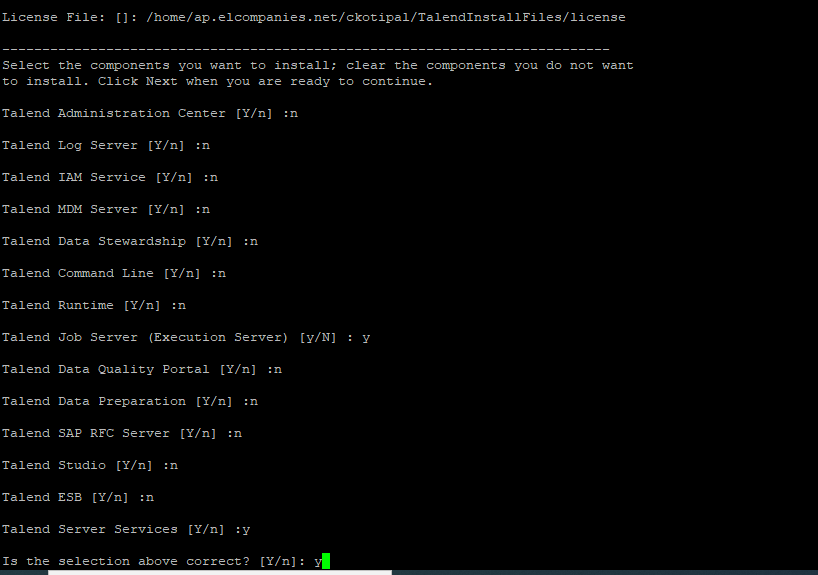 License File: []: /home/ap.elcompanies.net/ckotipal/TalendInstallFiles/license
----------------------------------------------------------------------------
Select the components you want to install; clear the components you do not want
to install. Click Next when you are ready to continue.
Talend Administration Center [Y/n] :n
Talend Log Server [Y/n] :n
Talend IAM Service [Y/n] :n
Talend MDM Server [Y/n] :n
Talend Data Stewardship [Y/n] :n
Talend Command Line [Y/n] :n
Talend Runtime [Y/n] :n
Talend Job Server (Execution Server) [y/N] : y
Talend Data Quality Portal [Y/n] :n
Talend Data Preparation [Y/n] :n
Talend SAP RFC Server [Y/n] :n
Talend Studio [Y/n] :n
Talend ESB [Y/n] :n
Talend Server Services [Y/n] :y
Is the selection above correct? [Y/n]: y